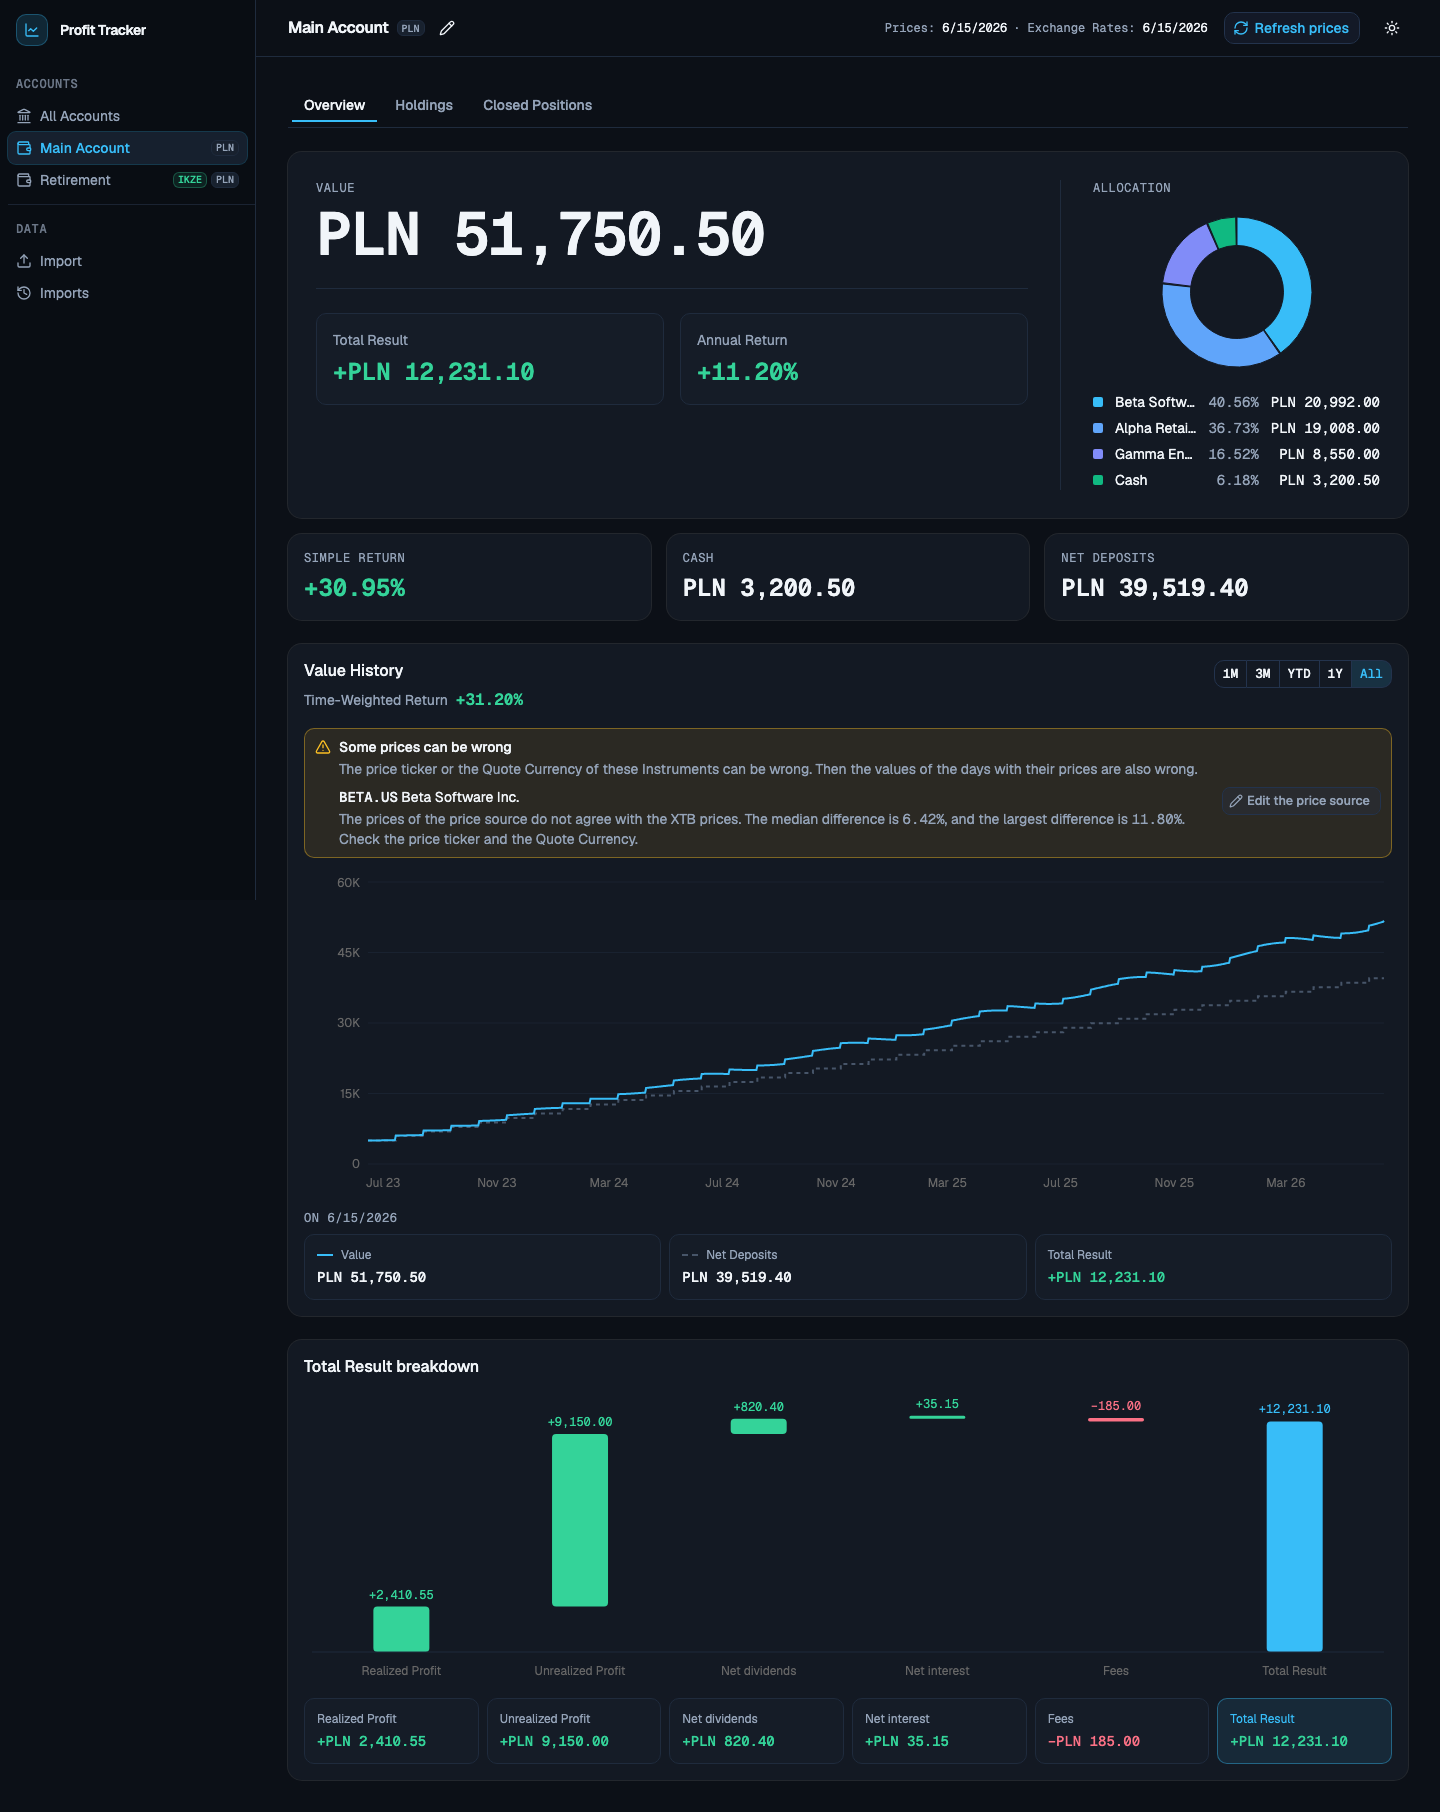 Profit Tracker
ACCOUNTS
All Accounts
Main Account PLN
Retirement IKZE PLN
DATA
Import
Imports
Main Account PLN
Prices: 6/15/2026 · Exchange Rates: 6/15/2026
Refresh prices
Overview Holdings Closed Positions
VALUE
PLN 51,750.50
Total Result
+PLN 12,231.10
Annual Return
+11.20%
ALLOCATION
Beta Softw… 40.56% PLN 20,992.00
Alpha Retai… 36.73% PLN 19,008.00
Gamma En… 16.52% PLN 8,550.00
Cash 6.18% PLN 3,200.50
SIMPLE RETURN
+30.95%
CASH
PLN 3,200.50
NET DEPOSITS
PLN 39,519.40
Value History
Time-Weighted Return +31.20%
1M 3M YTD 1Y All
Some prices can be wrong
The price ticker or the Quote Currency of these Instruments can be wrong. Then the values of the days with their prices are also wrong.
BETA.US Beta Software Inc.
The prices of the price source do not agree with the XTB prices. The median difference is 6.42%, and the largest difference is 11.80%.
Check the price ticker and the Quote Currency.
Edit the price source
60K
45K
30K
15K
0
Jul 23 Nov 23 Mar 24 Jul 24 Nov 24 Mar 25 Jul 25 Nov 25 Mar 26
ON 6/15/2026
Value
PLN 51,750.50
Net Deposits
PLN 39,519.40
Total Result
+PLN 12,231.10
Total Result breakdown
+2,410.55
+9,150.00
+820.40
+35.15
−185.00
+12,231.10
Realized Profit Unrealized Profit Net dividends Net interest Fees Total Result
Realized Profit
+PLN 2,410.55
Unrealized Profit
+PLN 9,150.00
Net dividends
+PLN 820.40
Net interest
+PLN 35.15
Fees
−PLN 185.00
Total Result
+PLN 12,231.10